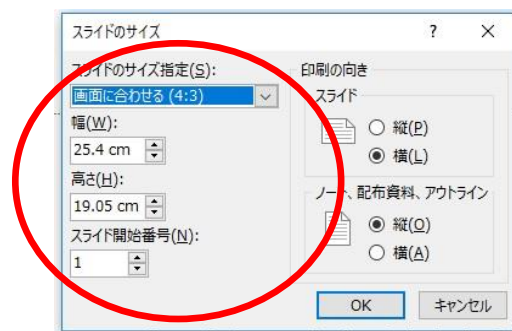 スライドのサイズ
?
×
スライドのサイズ指定(S):
画面に合わせる (4:3)
幅(W):
25.4 cm
高さ(H):
19.05 cm
スライド開始番号(N):
1
印刷の向き
スライド
縦(P)
横(L)
ノート、配布資料、アウトライン
縦(O)
横(A)
OK
キャンセル